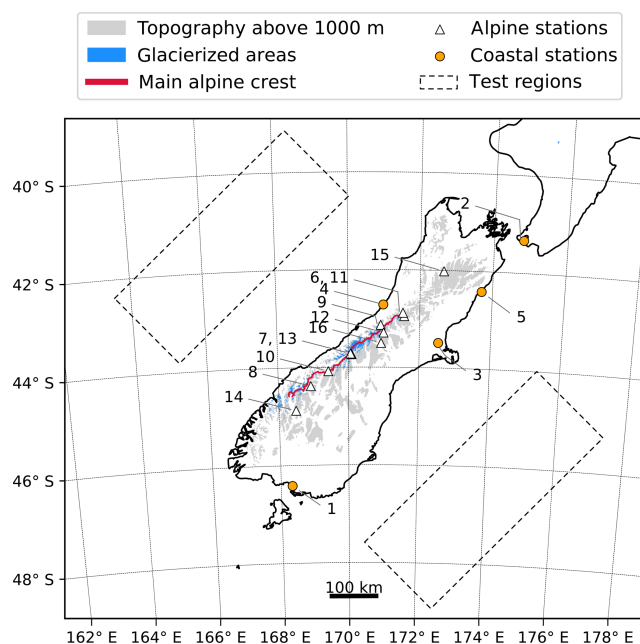 Topography above 1000 m
Glacierized areas
Main alpine crest
Alpine stations
Coastal stations
Test regions
40° S
42° S
44° S
46° S
48° S
2
15
6, 11
4
9
12
16
7, 13
10
8
14
5
3
1
100 km
162° E 164° E 166° E 168° E 170° E 172° E 174° E 176° E 178° E